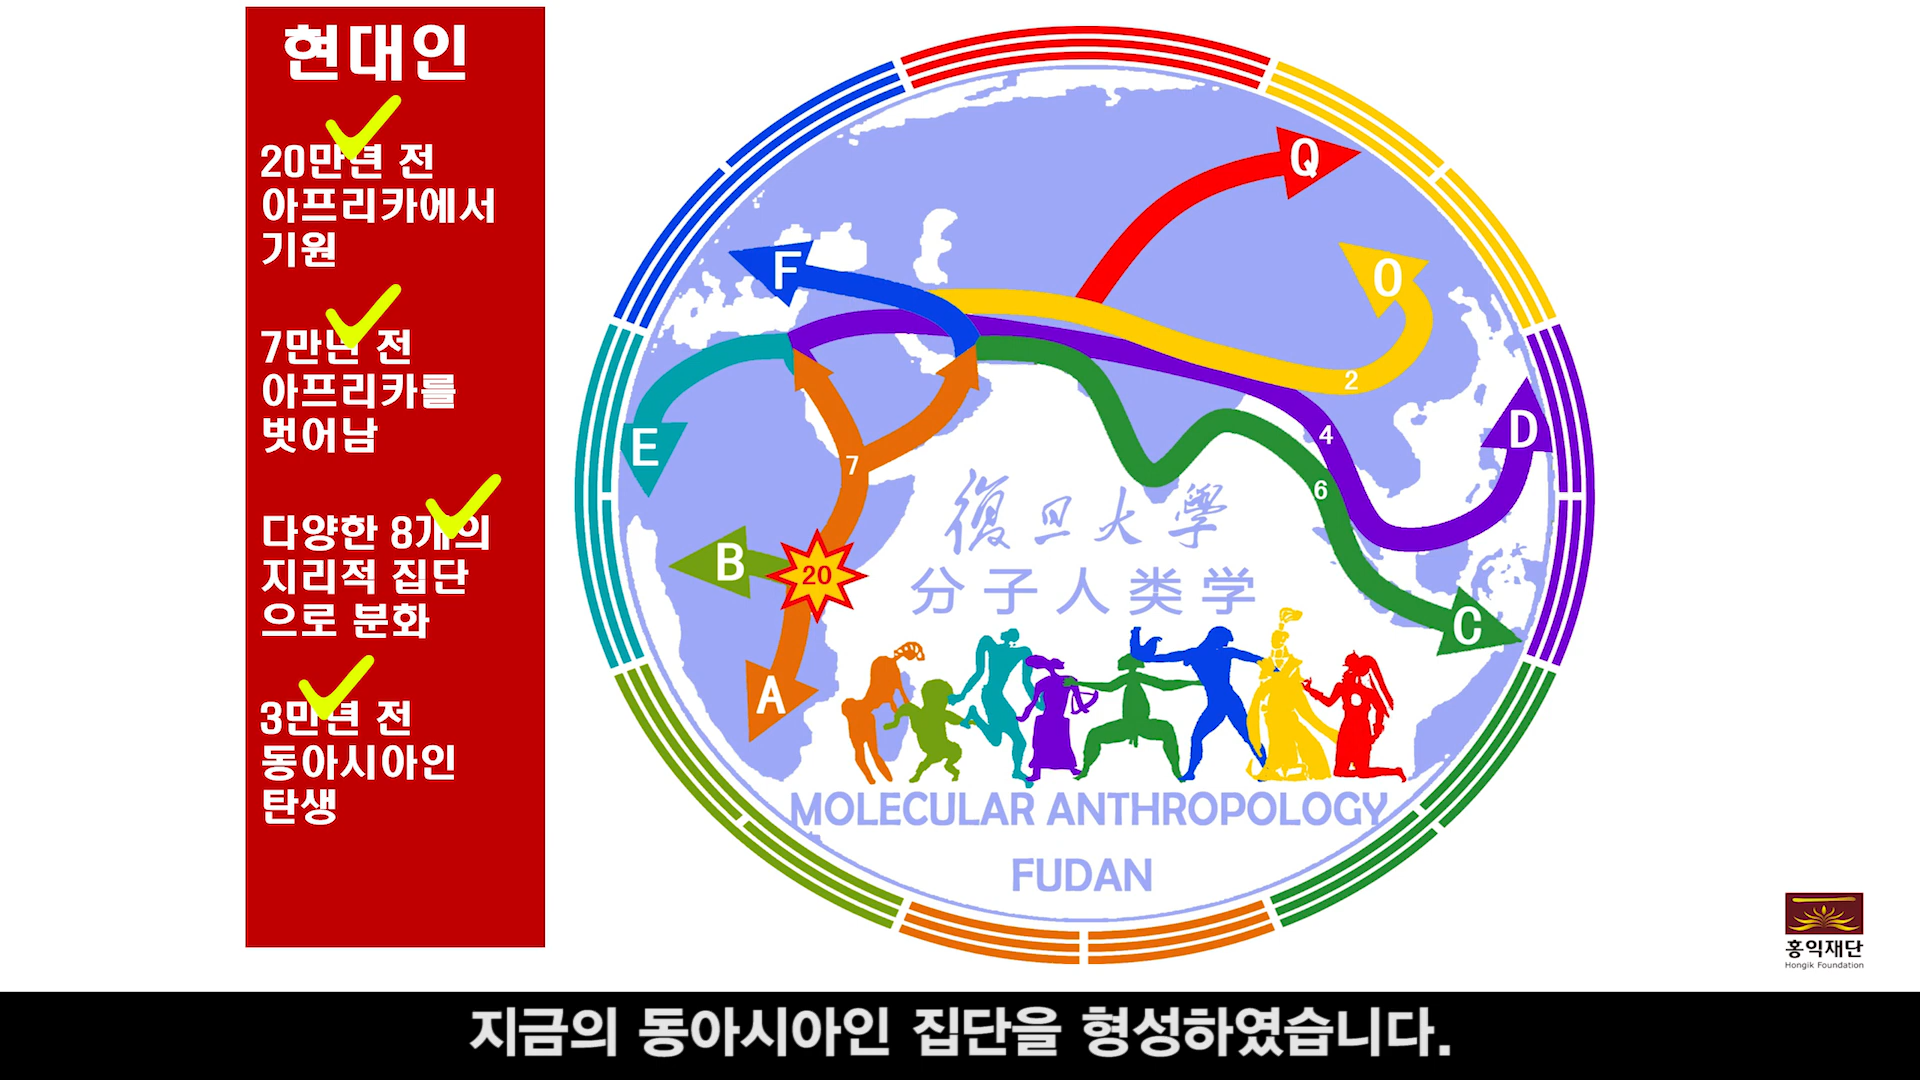 현대인
20만년 전
아프리카에서
기원
7만년 전
아프리카를
벗어남
다양한 8개의
지리적 집단
으로 분화
3만년 전
동아시아인
탄생
Q
F
O
2
E
D
4
7
6
B
20
C
A
復旦大學
分子人类学
MOLECULAR ANTHROPOLOGY
FUDAN
홍익재단
Hongik Foundation
지금의 동아시아인 집단을 형성하였습니다.